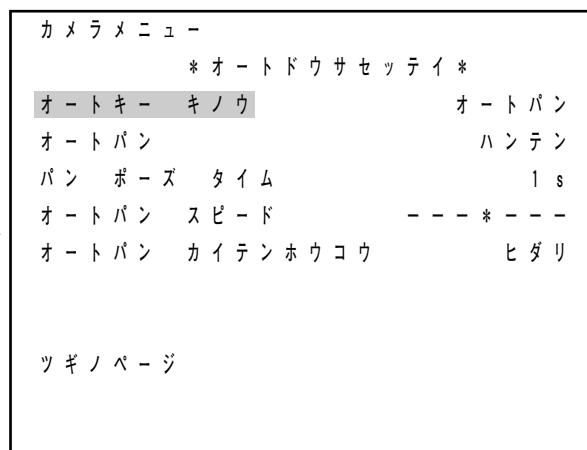 カメラメニュー
*オートドウサセッテイ*
オートキー キノウ オートパン
オートパン ハンテン
パン ポーズ タイム 1s
オートパン スピード ---*---
オートパン カイテンホウコウ ヒダリ
ツギノページ